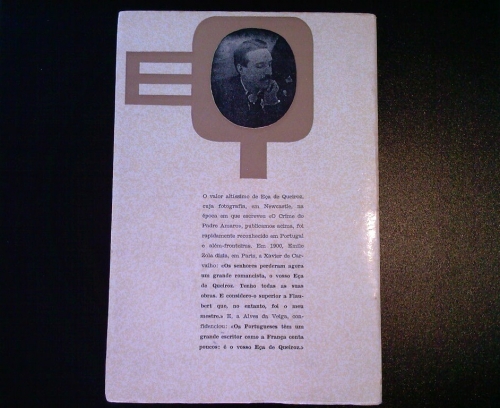 EQ
O valor altíssimo de Eça de Queiroz,
cuja fotografia, em Newcastle, na
época em que escreveu «O Crime do
Padre Amaro», publicamos acima, foi
rapidamente reconhecido em Portugal
e além-fronteiras. Em 1900, Emílio
Zola dizia, em Paris, a Xavier de Car-
valho: «Os senhores perderam agora
um grande romancista, o vosso Eça
de Queiroz. Tenho todas as suas
obras. E considero-o superior a Flau-
bert que, no entanto, foi o meu
mestre.» E, a Alves da Veiga, con-
fidenciou: «Os Portugueses têm um
grande escritor como a França conta
poucos: é o vosso Eça de Queiroz.»